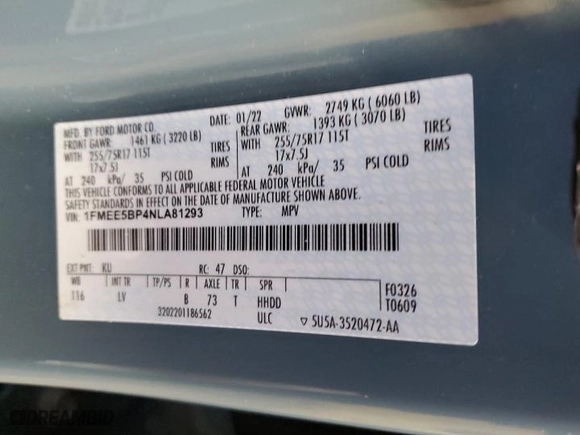 MFD. BY FORD MOTOR CO.
DATE: 01/22 GVWR: 2749 KG ( 6060 LB)
FRONT GAWR: 1461 KG ( 3220 LB)
REAR GAWR: 1393 KG ( 3070 LB)
WITH 255/75R17 115T TIRES
17x7.5J RIMS
WITH 255/75R17 115T TIRES
17x7.5J RIMS
AT 240 kPa/ 35 PSI COLD
AT 240 kPa/ 35 PSI COLD
THIS VEHICLE CONFORMS TO ALL APPLICABLE FEDERAL MOTOR VEHICLE
SAFETY STANDARDS IN EFFECT ON THE DATE OF MANUFACTURE SHOWN ABOVE.
VIN: 1FMEE5BP4NLA81293 TYPE: MPV
EXT PNT: KU RC: 47 DSO:
WB INT TR TP/PS R AXLE TR SPR
116 LV B 73 T HHDD
F0326
T0609
3202201186562 ULC
5U5A-3520472-AA
CIDREAMBID